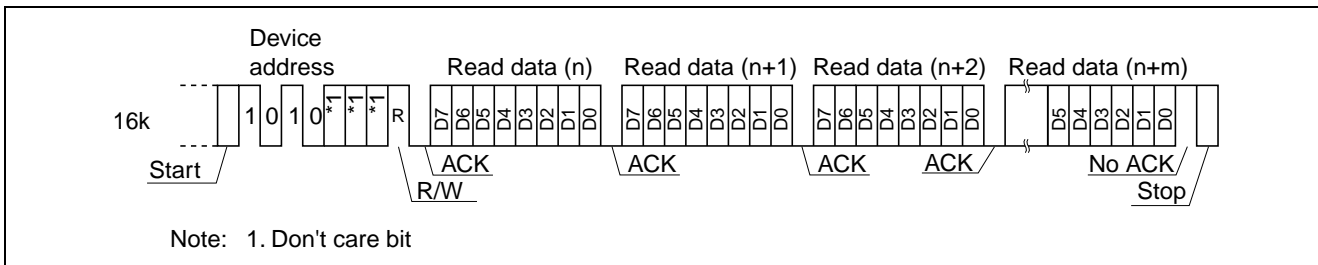 Device
address
Read data (n) Read data (n+1) Read data (n+2) Read data (n+m)
16k
1 0 1 0 *1 *1 *1 R D7 D6 D5 D4 D3 D2 D1 D0 D7 D6 D5 D4 D3 D2 D1 D0 D7 D6 D5 D4 D3 D2 D1 D0 D5 D4 D3 D2 D1 D0
Start ACK ACK ACK ACK No ACK
R/W Stop
Note: 1. Don't care bit